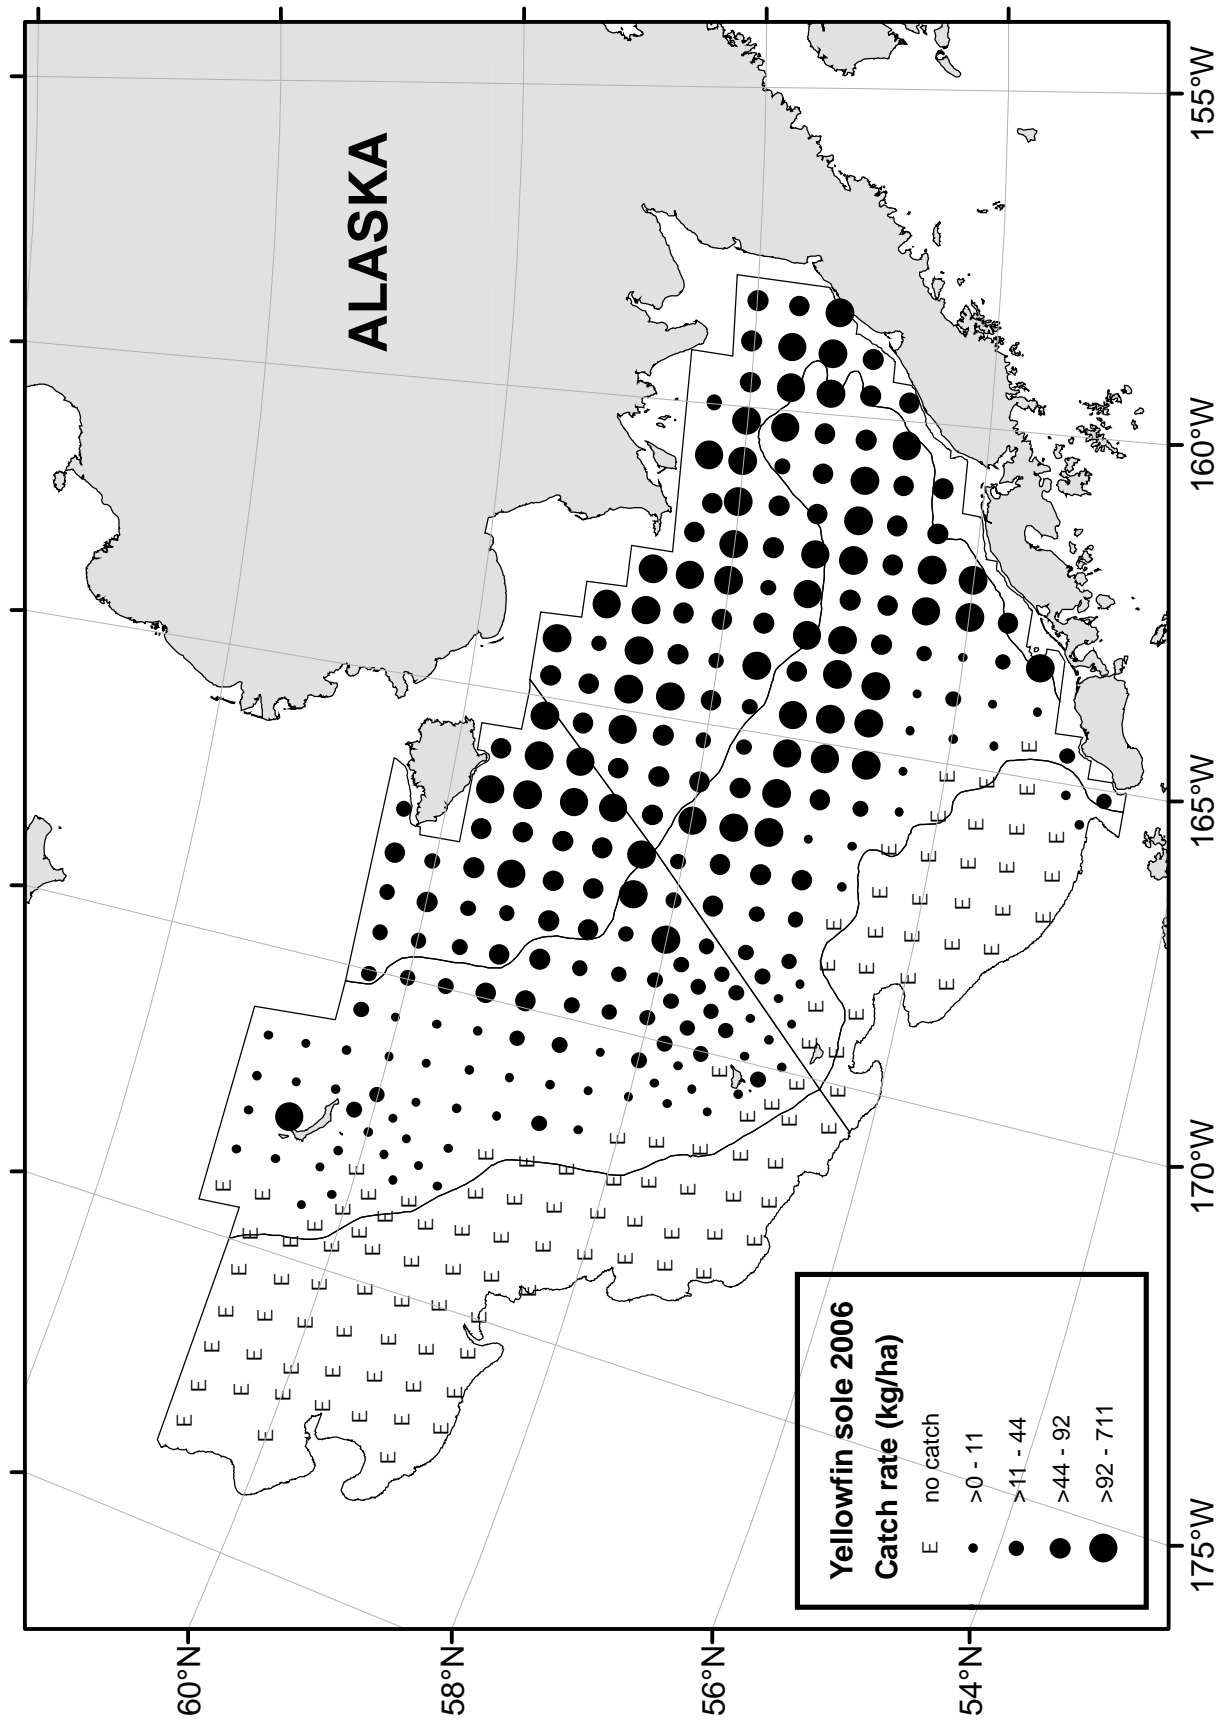 ALASKA
60°N
58°N
56°N
54°N
175°W
170°W
165°W
160°W
155°W
Yellowfin sole 2006
Catch rate (kg/ha)
E no catch
>0 - 11
>11 - 44
>44 - 92
>92 - 711